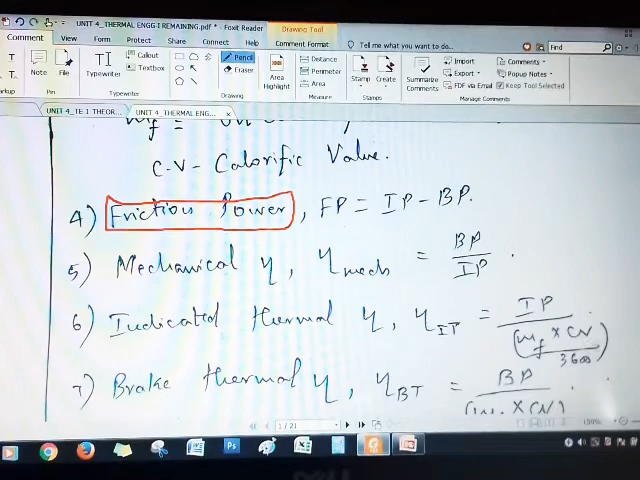 UNIT 4_THERMAL ENGG-I REMAINING.pdf * - Foxit Reader
Drawing Tool
Comment View Form Protect Share Help Extras Comment Format Tell me what you want to do.. Find
Note File Typewriter Callout Textbox Pencil Eraser Area Highlight Distance Perimeter Area Stamp Create Summarize Comments Import Export FDF via Email Comments Popup Notes Keep Tool Selected
Typewriter Drawing Measure Stamps Manage Comments
UNIT 4_TE 1 THEOR... UNIT 4_THERMAL ENG...
C.V - Calorific Value.
4) Friction Power, FP = IP - BP.
5) Mechanical η, η mech = BP / IP .
6) Indicated thermal η, η IT = IP / (mf × CV / 3600)
7) Brake thermal η, η BT = BP
1 / 21